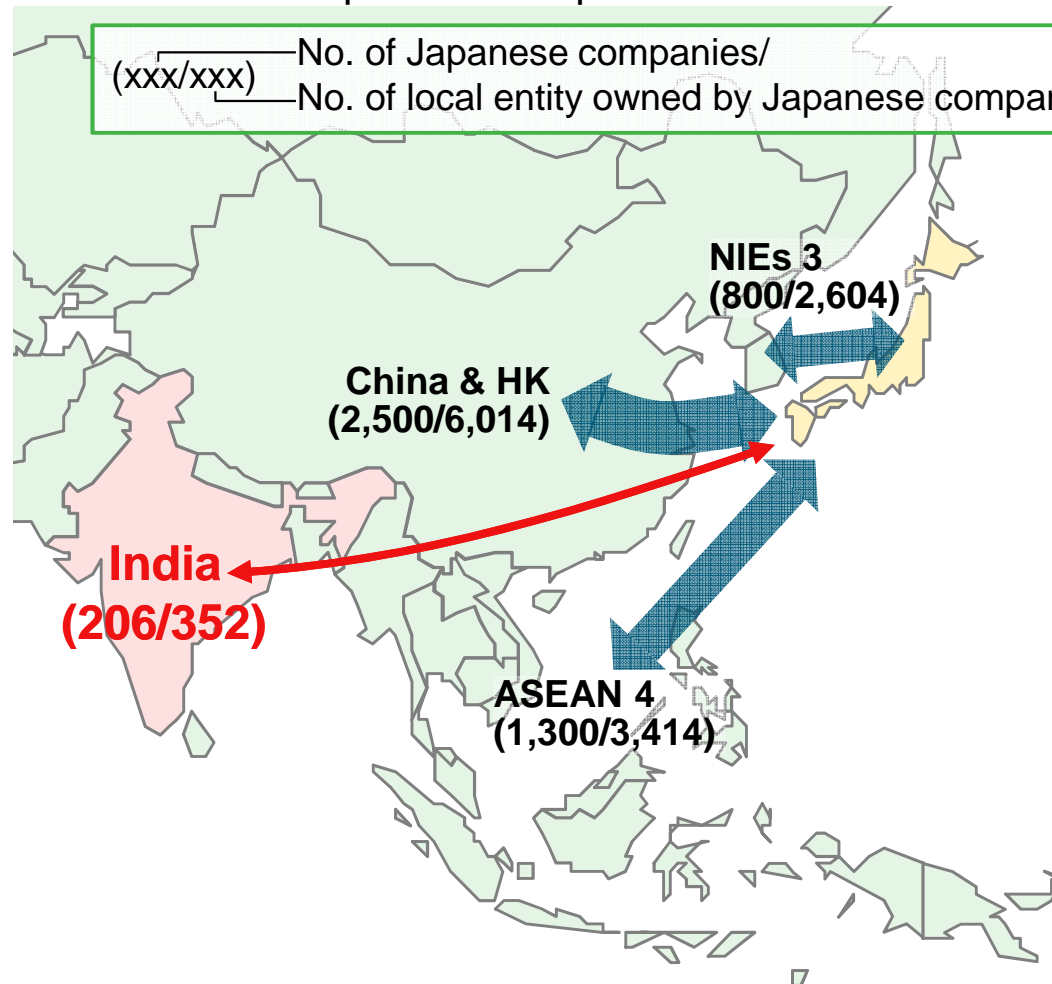 No. of Japanese companies/
(xxx/xxx)
No. of local entity owned by Japanese
NIEs 3
(800/2,604)
China & HK
(2,500/6,014)
India
(206/352)
ASEAN 4
(1,300/3,414)